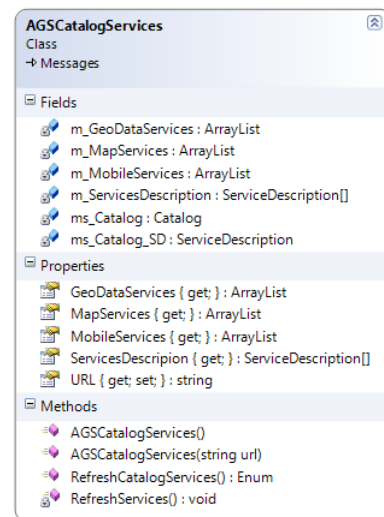 AGSCatalogServices
Class
Messages
Fields
m_GeoDataServices : ArrayList
m_MapServices : ArrayList
m_MobileServices : ArrayList
m_ServicesDescription : ServiceDescription[]
ms_Catalog : Catalog
ms_Catalog_SD : ServiceDescription
Properties
GeoDataServices { get; } : ArrayList
MapServices { get; } : ArrayList
MobileServices { get; } : ArrayList
ServicesDescripion { get; } : ServiceDescription[]
URL { get; set; } : string
Methods
AGSCatalogServices()
AGSCatalogServices(string url)
RefreshCatalogServices() : Enum
RefreshServices() : void